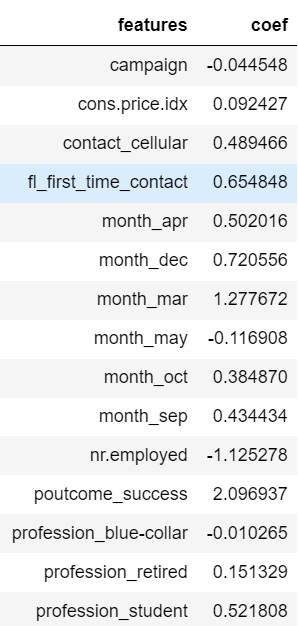 features coef
campaign -0.044548
cons.price.idx 0.092427
contact_cellular 0.489466
fl_first_time_contact 0.654848
month_apr 0.502016
month_dec 0.720556
month_mar 1.277672
month_may -0.116908
month_oct 0.384870
month_sep 0.434434
nr.employed -1.125278
poutcome_success 2.096937
profession_blue-collar -0.010265
profession_retired 0.151329
profession_student 0.521808